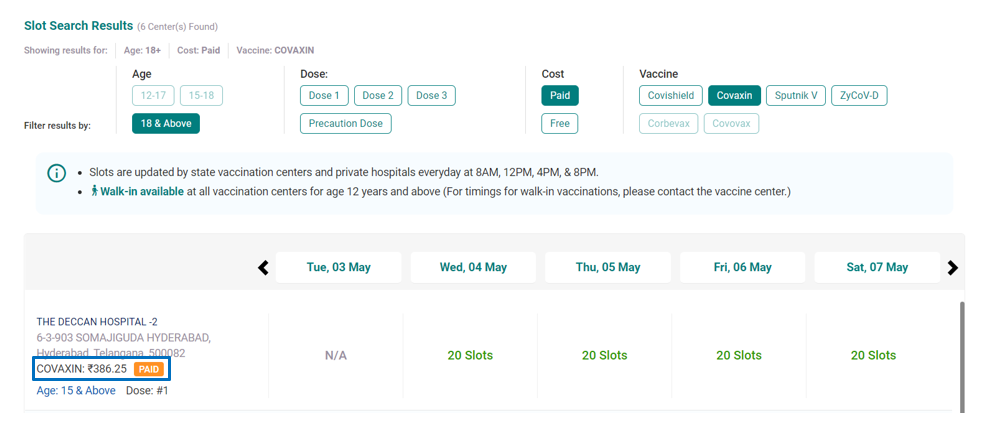 Slot Search Results (6 Center(s) Found)
Showing results for: Age: 18+ Cost: Paid Vaccine: COVAXIN
Filter results by:
Age
12-17 15-18
18 & Above
Dose:
Dose 1 Dose 2 Dose 3
Precaution Dose
Cost
Paid
Free
Vaccine
Covishield Covaxin Sputnik V ZyCoV-D
Corbevax Covovax
Slots are updated by state vaccination centers and private hospitals everyday at 8AM, 12PM, 4PM, & 8PM.
Walk-in available at all vaccination centers for age 12 years and above (For timings for walk-in vaccinations, please contact the vaccine center.)
Tue, 03 May Wed, 04 May Thu, 05 May Fri, 06 May Sat, 07 May
THE DECCAN HOSPITAL -2
6-3-903 SOMAJIGUDA HYDERABAD,
Hyderabad, Telangana, 500082
COVAXIN: ₹386.25 PAID
Age: 15 & Above Dose: #1
N/A 20 Slots 20 Slots 20 Slots 20 Slots